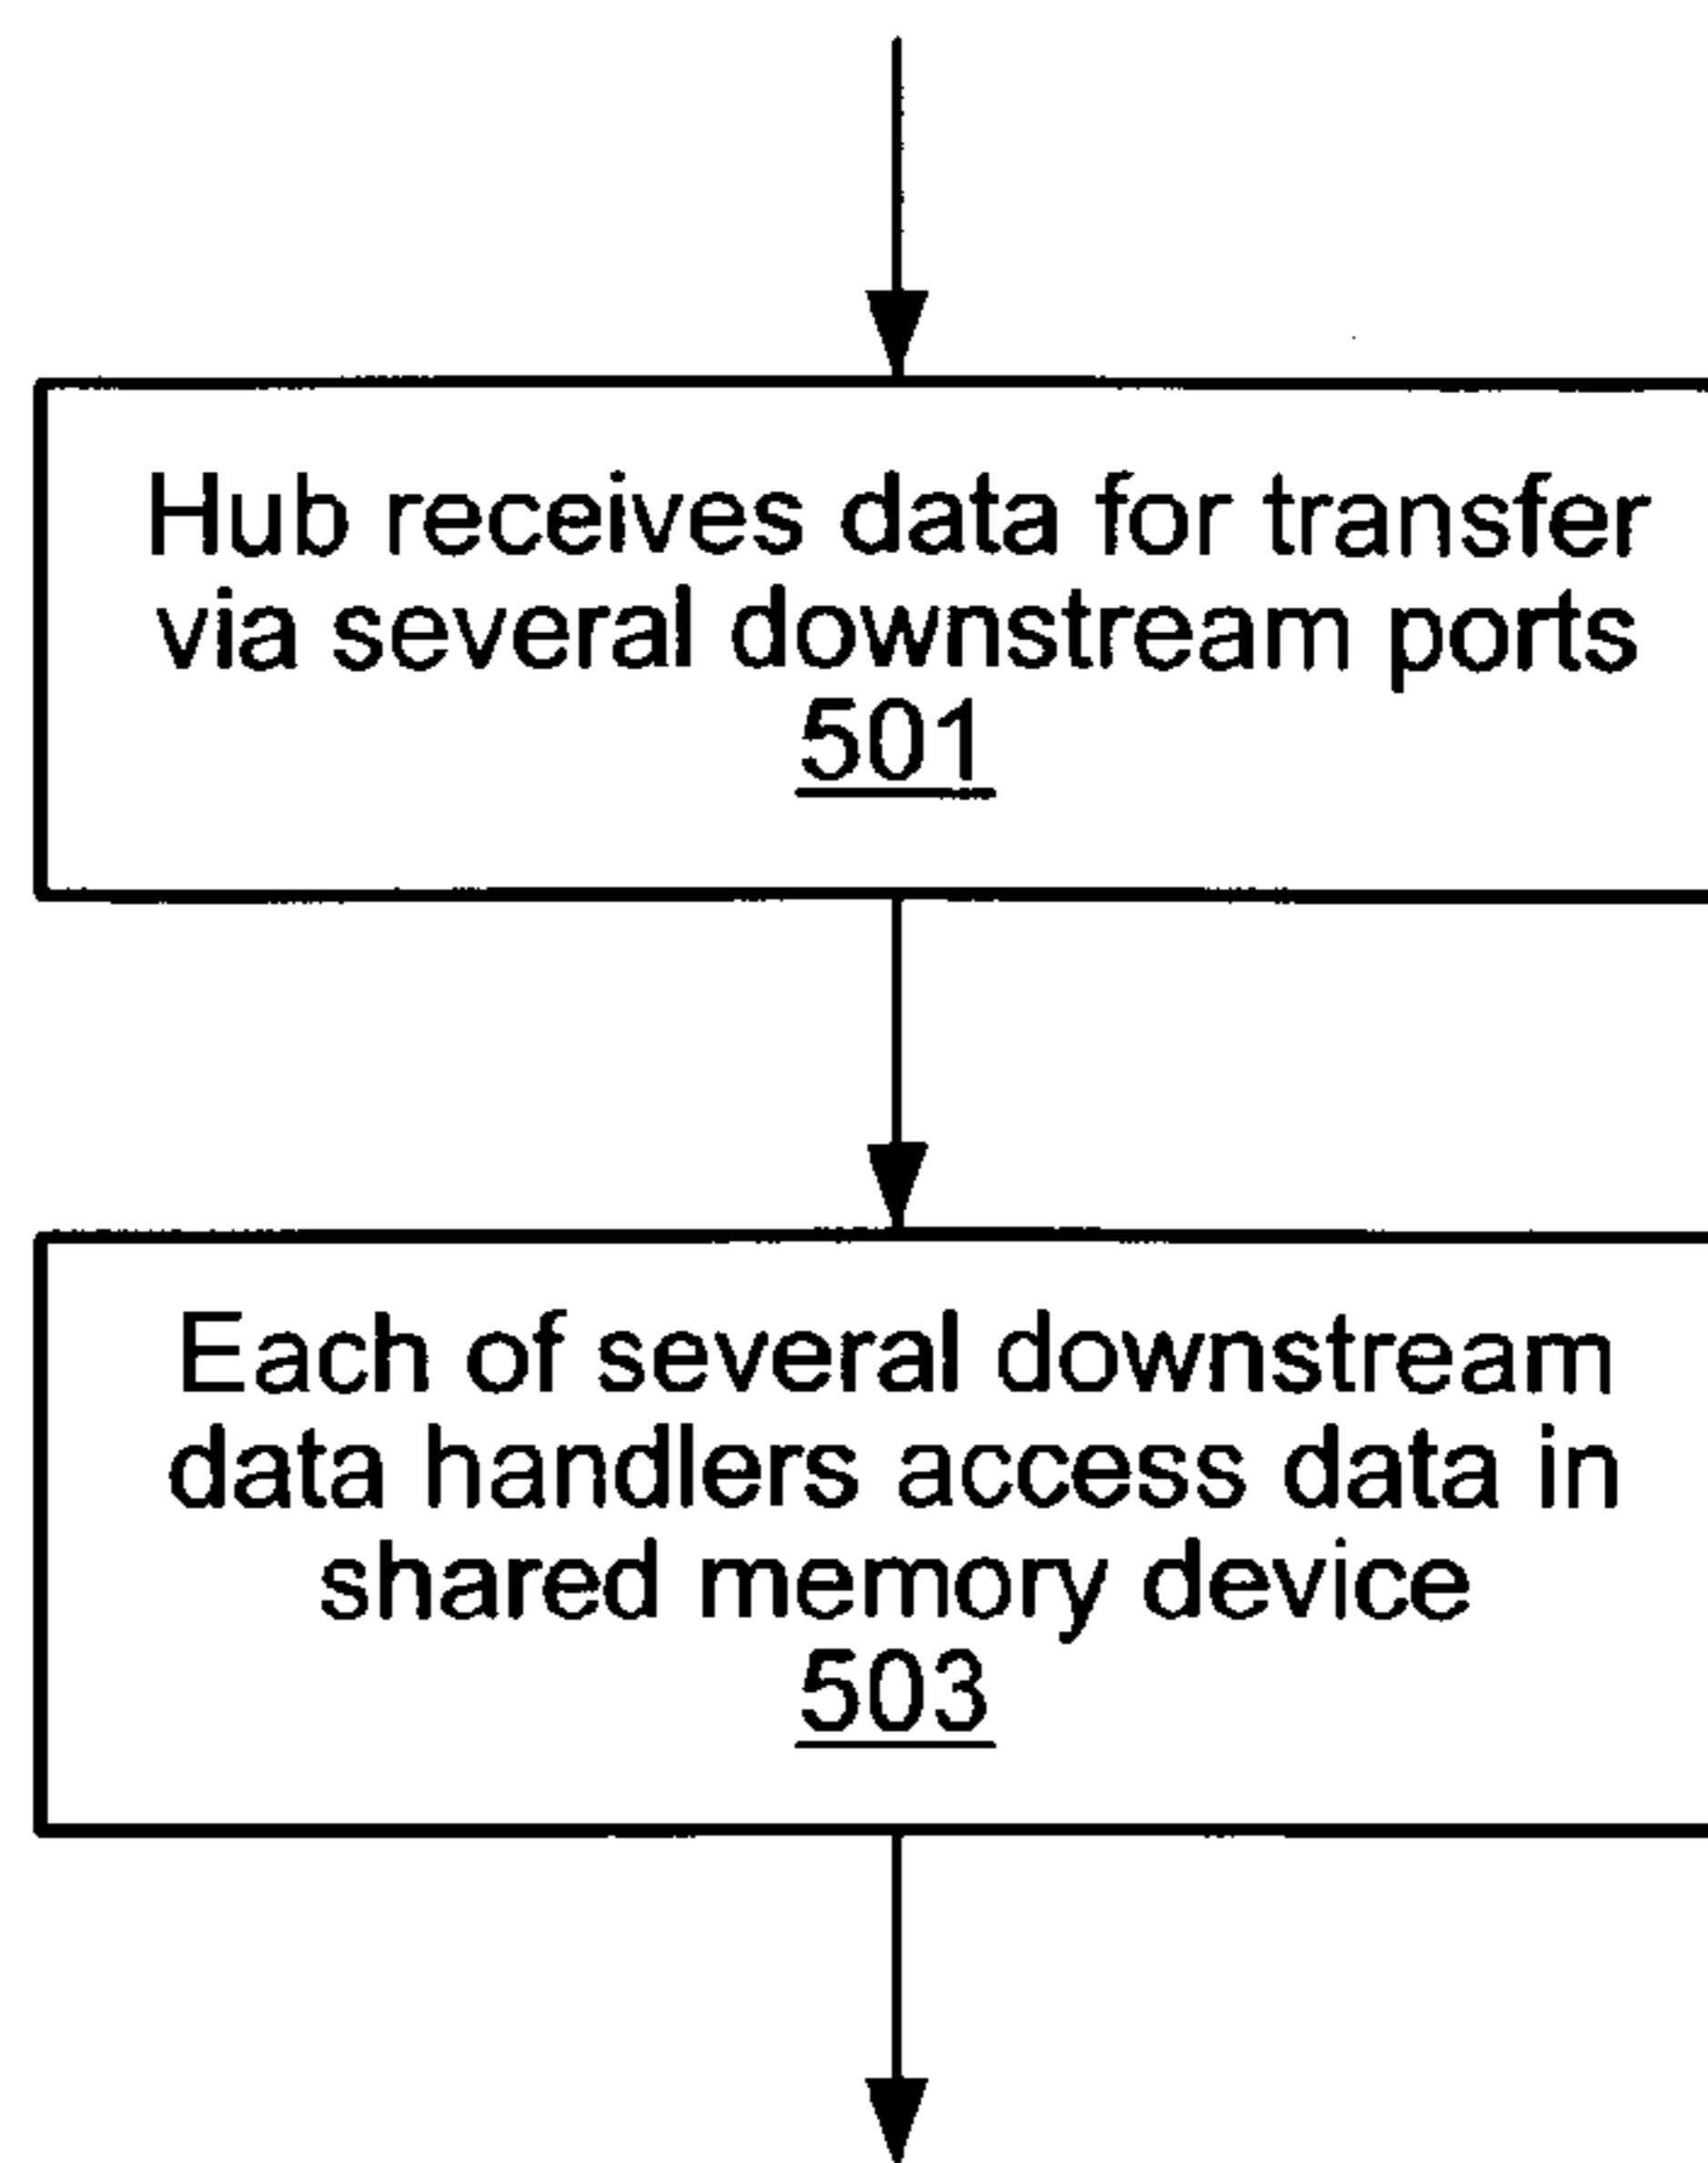 Hub receives data for transfer
via several downstream ports
501
Each of several downstream
data handlers access data in
shared memory device
503